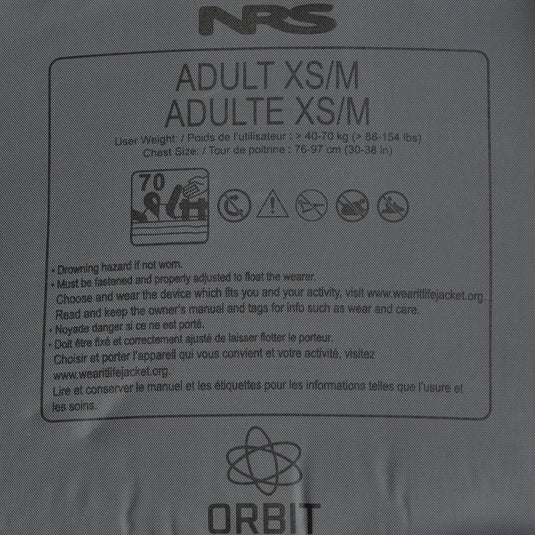 NRS
ADULT XS/M
ADULTE XS/M
User Weight: / Poids de l'utilisateur : > 40-70 kg (> 88-154 lbs)
Chest Size: / Tour de poitrine : 76-97 cm (30-38 in)
70
• Drowning hazard if not worn.
• Must be fastened and properly adjusted to float the wearer.
Choose and wear the device which fits you and your activity, visit www.wearitlifejacket.org.
Read and keep the owner's manual and tags for info such as wear and care.
• Noyade danger si ce ne est porté.
• Doit être fixé et correctement ajusté de laisser flotter le porteur.
Choisir et porter l'appareil qui vous convient et votre activité, visitez
www.wearitlifejacket.org.
Lire et conserver le manuel et les étiquettes pour les informations telles que l'usure et
les soins.
ORBIT